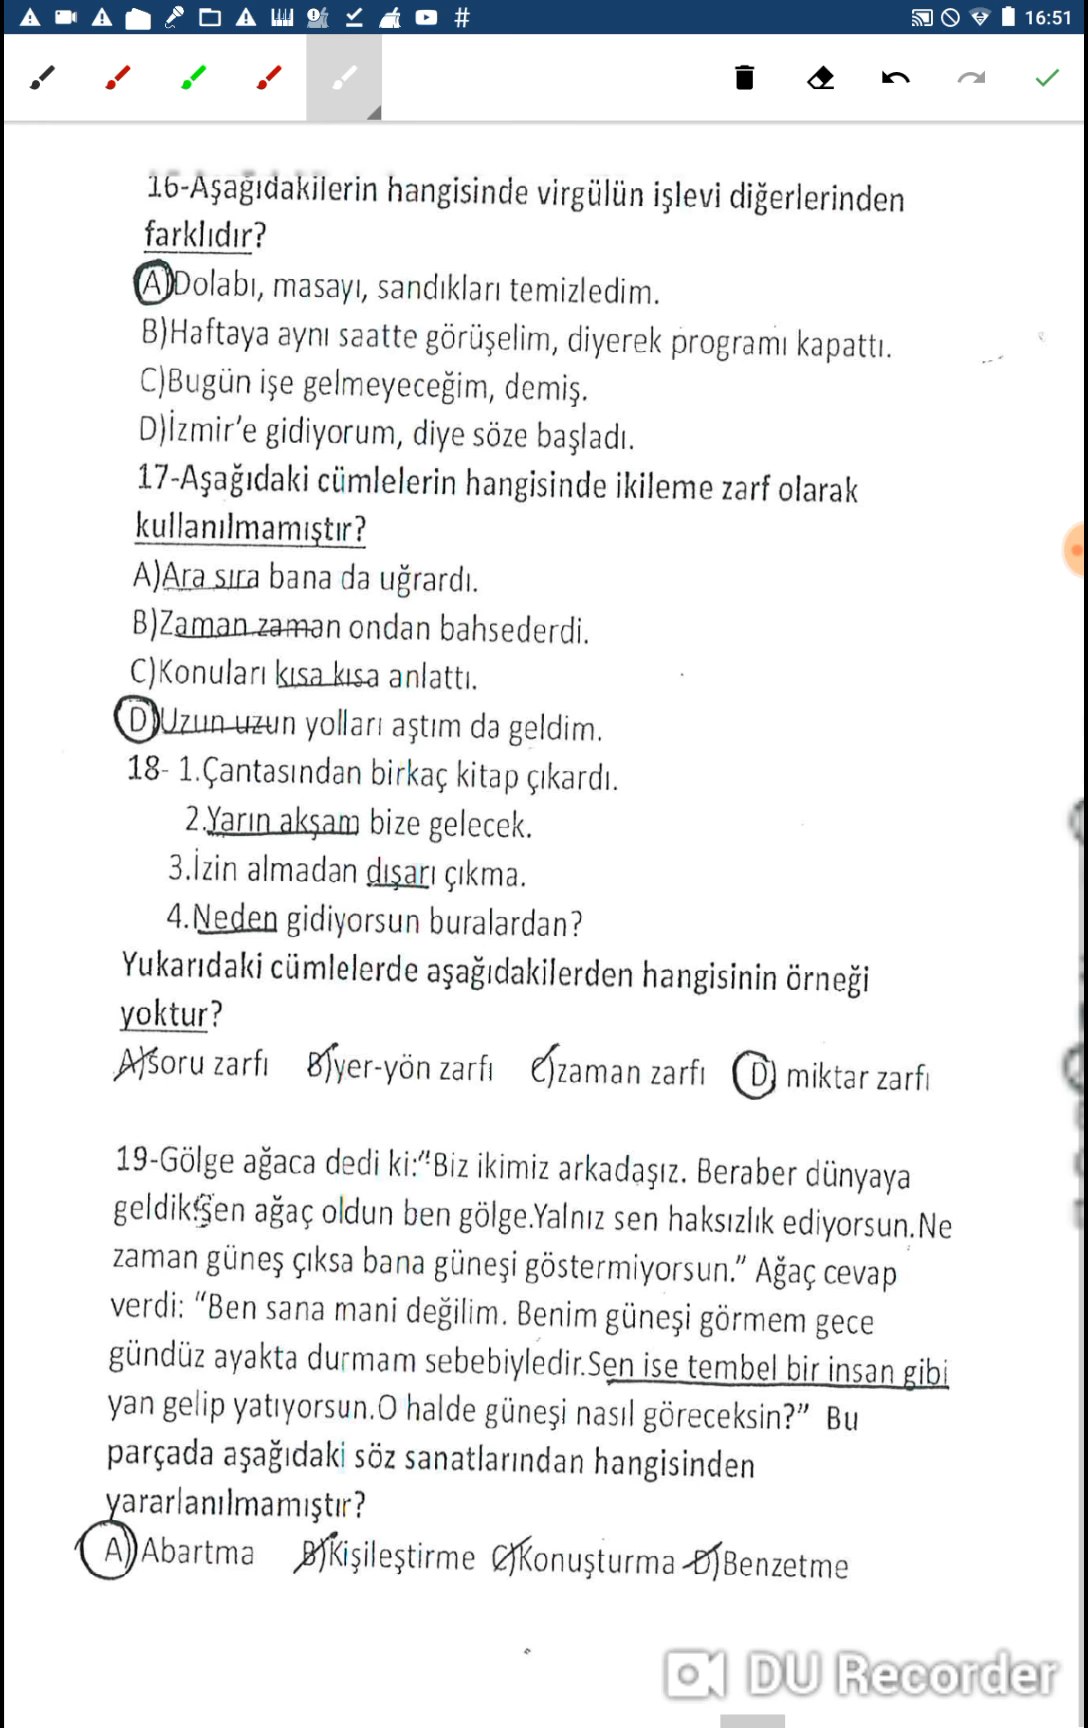 16:51
16-Aşağıdakilerin hangisinde virgülün işlevi diğerlerinden
farklıdır?
A)Dolabı, masayı, sandıkları temizledim.
B)Haftaya aynı saatte görüşelim, diyerek programı kapattı.
C)Bugün işe gelmeyeceğim, demiş.
D)İzmir'e gidiyorum, diye söze başladı.
17-Aşağıdaki cümlelerin hangisinde ikileme zarf olarak
kullanılmamıştır?
A)Ara sıra bana da uğrardı.
B)Zaman zaman ondan bahsederdi.
C)Konuları kısa kısa anlattı.
D)Uzun uzun yolları aştım da geldim.
18- 1.Çantasından birkaç kitap çıkardı.
2.Yarın akşam bize gelecek.
3.İzin almadan dışarı çıkma.
4.Neden gidiyorsun buralardan?
Yukarıdaki cümlelerde aşağıdakilerden hangisinin örneği
yoktur?
A)soru zarfı B)yer-yön zarfı C)zaman zarfı D) miktar zarfı
19-Gölge ağaca dedi ki:"Biz ikimiz arkadaşız. Beraber dünyaya
geldik.Sen ağaç oldun ben gölge.Yalnız sen haksızlık ediyorsun.Ne
zaman güneş çıksa bana güneşi göstermiyorsun." Ağaç cevap
verdi: "Ben sana mani değilim. Benim güneşi görmem gece
gündüz ayakta durmam sebebiyledir.Sen ise tembel bir insan gibi
yan gelip yatıyorsun.O halde güneşi nasıl göreceksin?" Bu
parçada aşağıdaki söz sanatlarından hangisinden
yararlanılmamıştır?
A)Abartma B)Kişileştirme C)Konuşturma D)Benzetme
DU Recorder